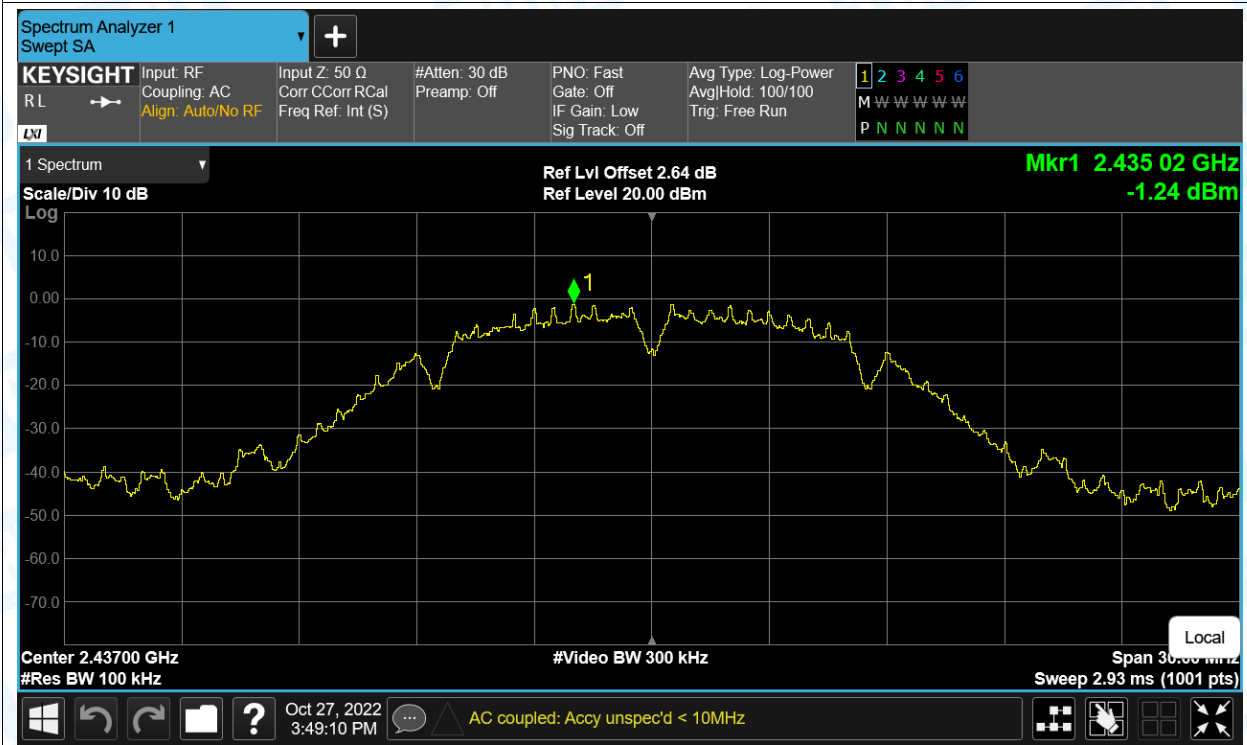 Spectrum Analyzer 1
Swept SA
KEYSIGHT
R L
LXI
Input: RF
Coupling: AC
Align: Auto/No RF
Input Z: 50 Ω
Corr CCorr RCal
Freq Ref: Int (S)
#Atten: 30 dB
Preamp: Off
PNO: Fast
Gate: Off
IF Gain: Low
Sig Track: Off
Avg Type: Log-Power
Avg|Hold: 100/100
Trig: Free Run
1 2 3 4 5 6
M W W W W W
P N N N N N
1 Spectrum
Scale/Div 10 dB
Log
Ref Lvl Offset 2.64 dB
Ref Level 20.00 dBm
Mkr1 2.435 02 GHz
-1.24 dBm
1
10.0
0.00
-10.0
-20.0
-30.0
-40.0
-50.0
-60.0
-70.0
Local
Center 2.43700 GHz
#Video BW 300 kHz
Span 30.00 MHz
#Res BW 100 kHz
Sweep 2.93 ms (1001 pts)
?
Oct 27, 2022
3:49:10 PM
AC coupled: Accy unspec'd < 10MHz